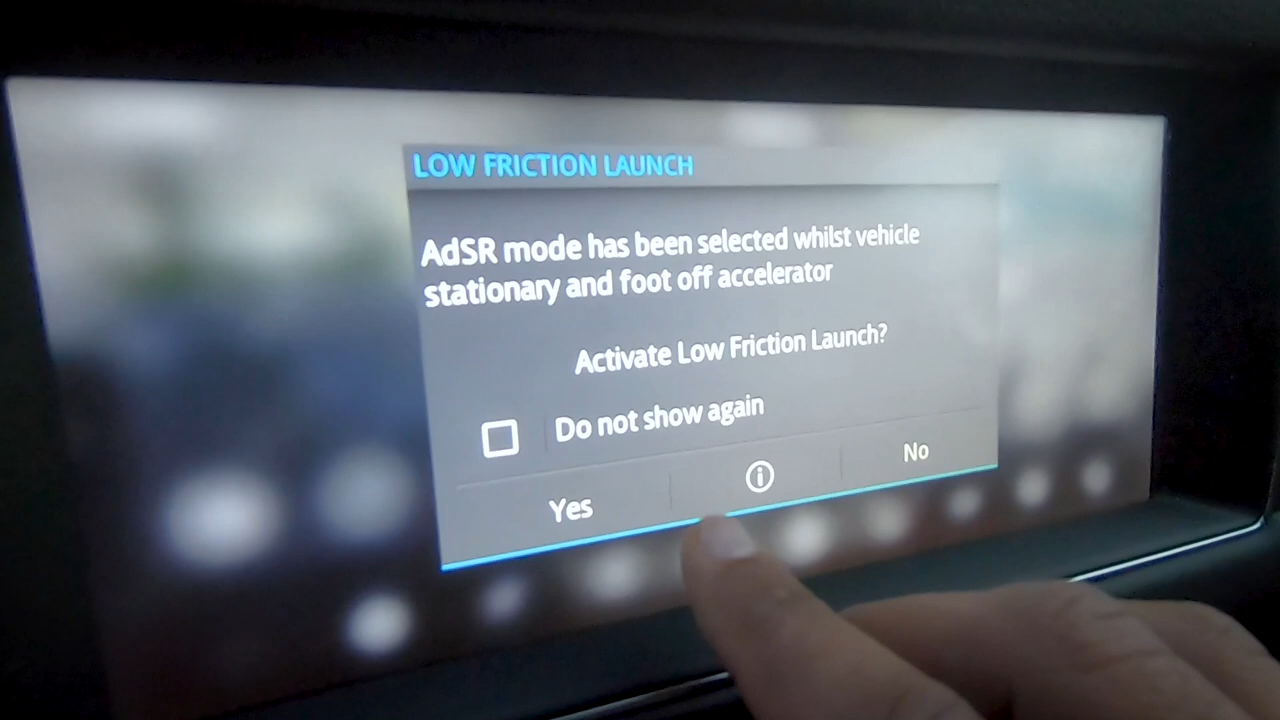 LOW FRICTION LAUNCH
AdSR mode has been selected whilst vehicle
stationary and foot off accelerator
Activate Low Friction Launch?
Do not show again
Yes
No